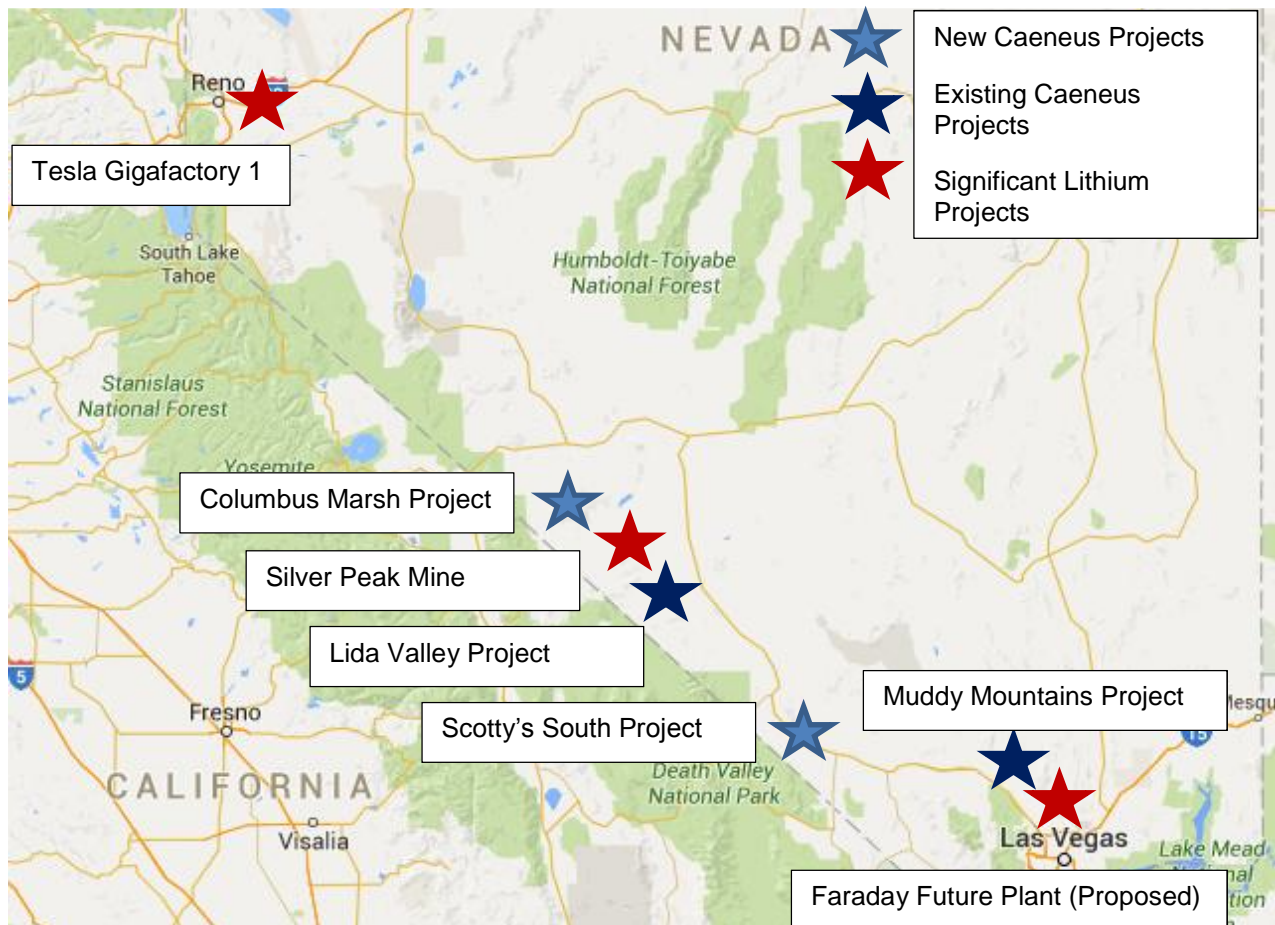 NEVADA
New Caeneus Projects
Existing Caeneus
Projects
Significant Lithium
Projects
Reno
Tesla Gigafactory 1
South Lake
Tahoe
Humboldt-Toiyabe
National Forest
Stanislaus
National Forest
Yosemite
Columbus Marsh Project
Silver Peak Mine
Lida Valley Project
5
Muddy Mountains Project
Fresno
Scotty's South Project
Mesqu
15
Death Valley
National Park
CALIFORNIA
Visalia
Las Vegas
Lake Mead
Faraday Future Plant (Proposed)